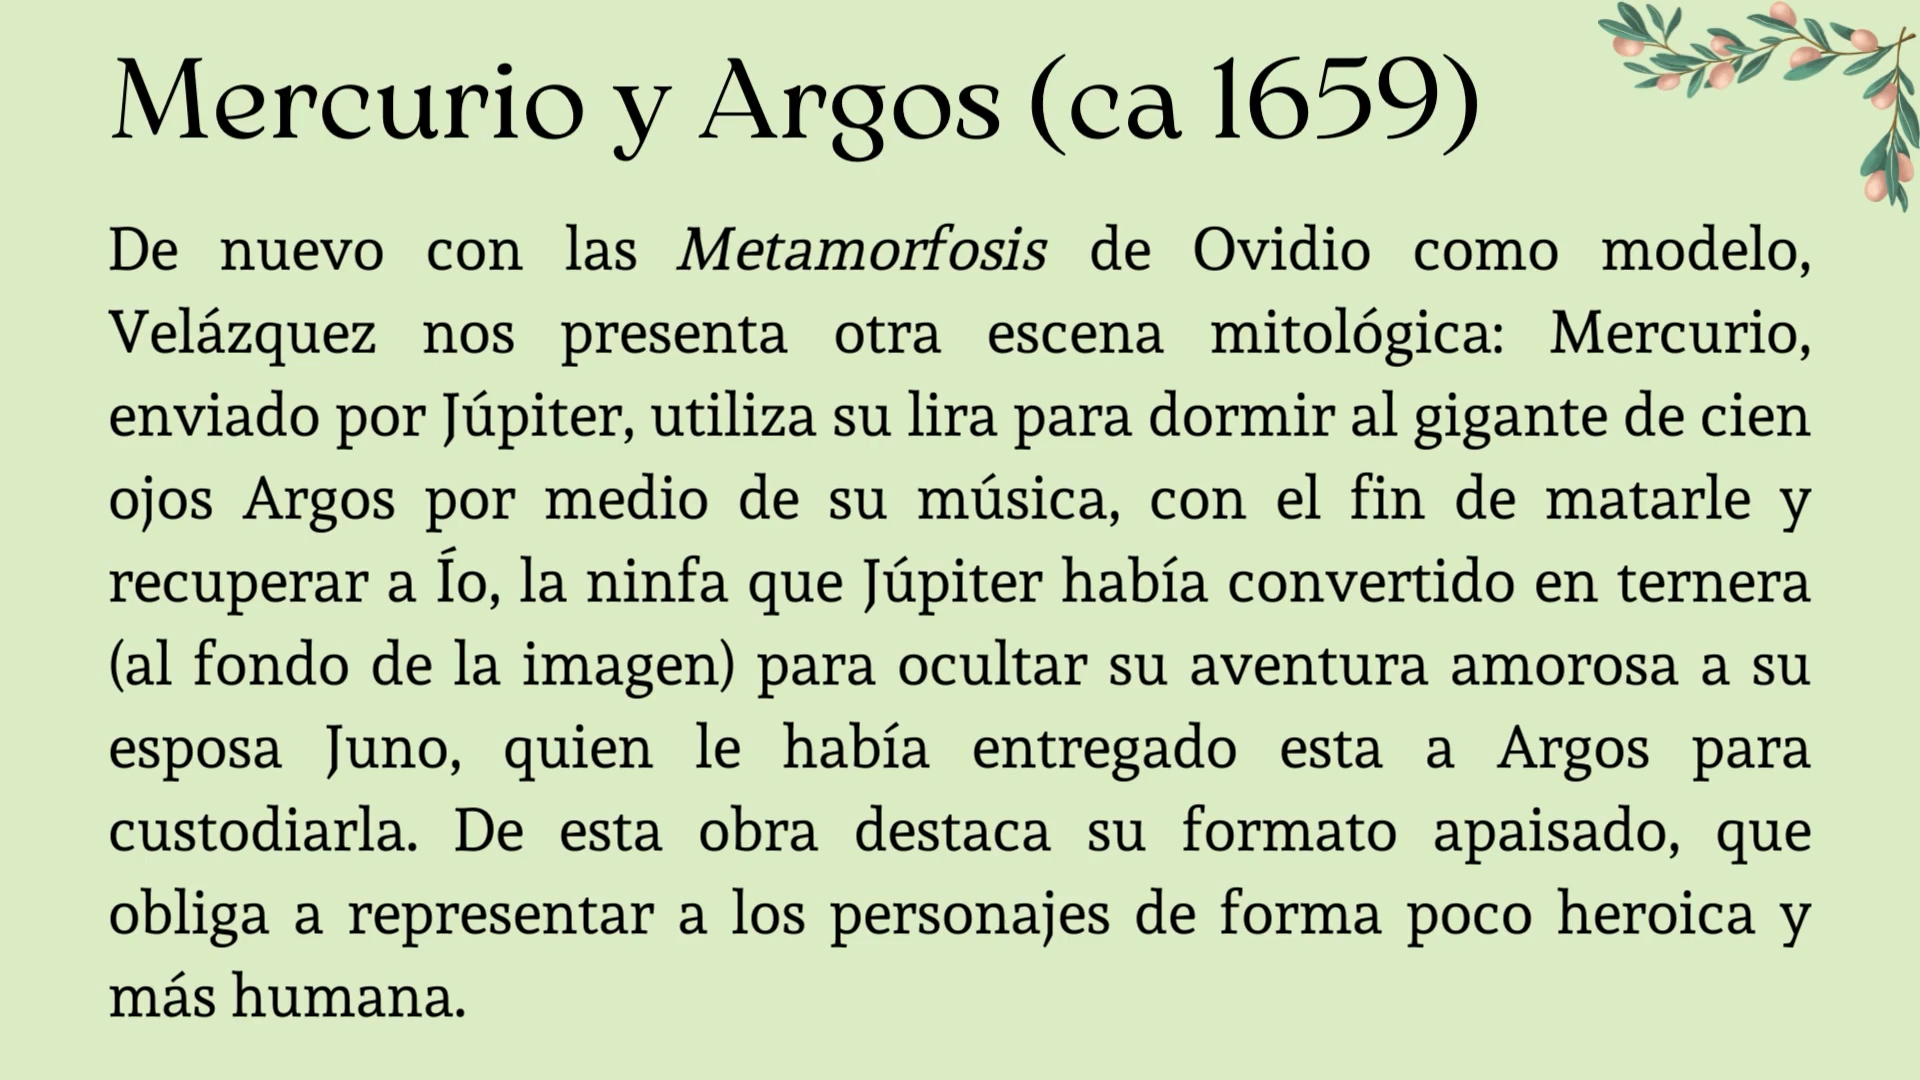 Mercurio y Argos (ca 1659)
De nuevo con las Metamorfosis de Ovidio como modelo,
Velázquez nos presenta otra escena mitológica: Mercurio,
enviado por Júpiter, utiliza su lira para dormir al gigante de cien
ojos Argos por medio de su música, con el fin de matarle y
recuperar a Ío, la ninfa que Júpiter había convertido en ternera
(al fondo de la imagen) para ocultar su aventura amorosa a su
esposa Juno, quien le había entregado esta a Argos para
custodiarla. De esta obra destaca su formato apaisado, que
obliga a representar a los personajes de forma poco heroica y
más humana.